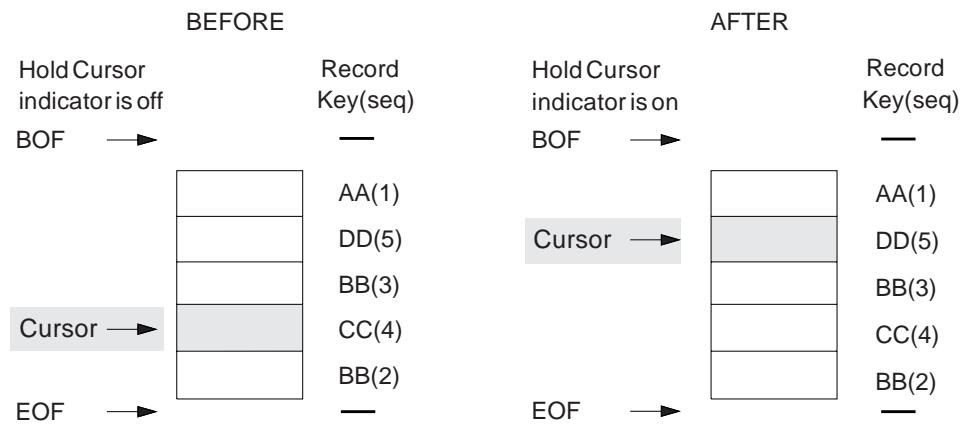 BEFORE
Hold Cursor
indicator is off
Record
Key(seq)
BOF
—
AA(1)
DD(5)
BB(3)
Cursor
CC(4)
BB(2)
EOF
—
AFTER
Hold Cursor
indicator is on
Record
Key(seq)
BOF
—
AA(1)
Cursor
DD(5)
BB(3)
CC(4)
BB(2)
EOF
—